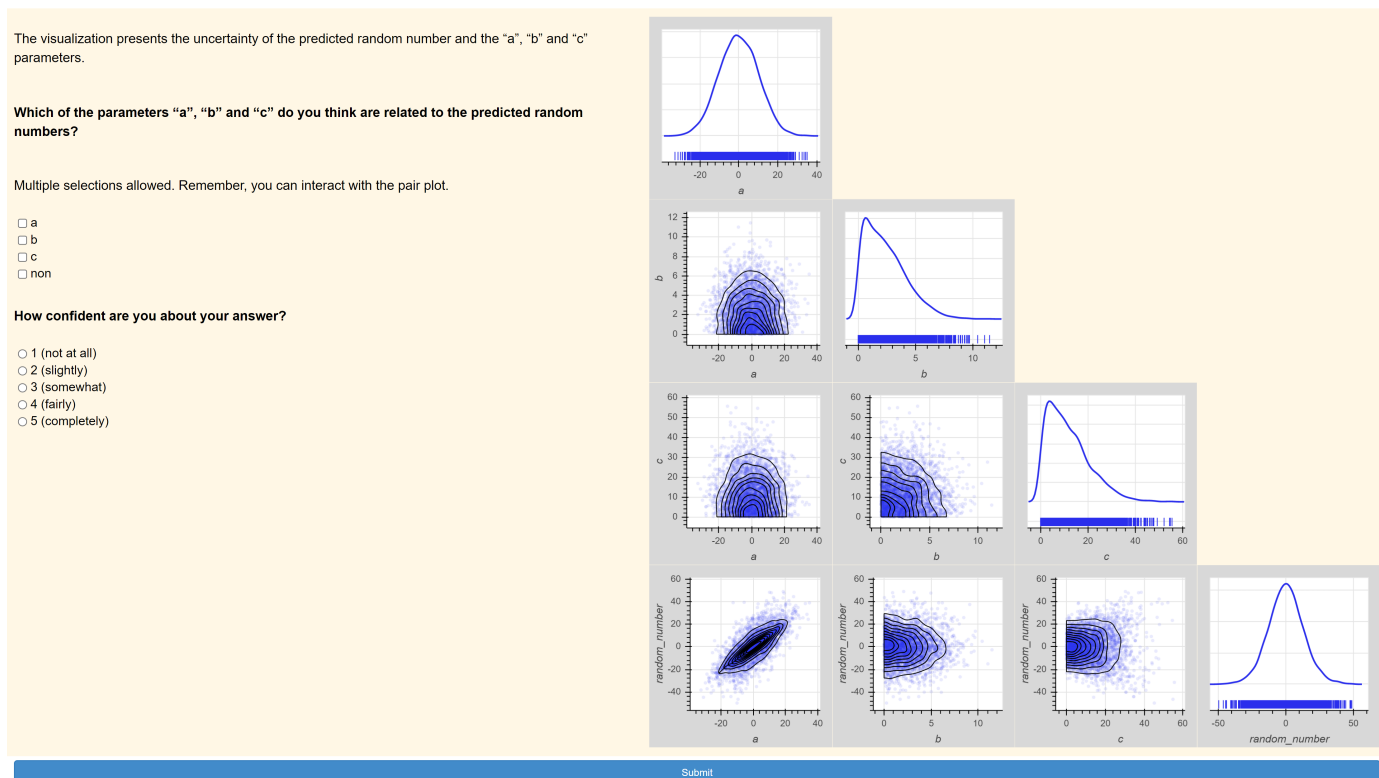 The visualization presents the uncertainty of the predicted random number and the “a”, “b” and “c”
parameters.
Which of the parameters “a”, “b” and “c” do you think are related to the predicted random
numbers?
Multiple selections allowed. Remember, you can interact with the pair plot.
a
b
c
non
How confident are you about your answer?
1 (not at all)
2 (slightly)
3 (somewhat)
4 (fairly)
5 (completely)
-20 0 20 40
a
12
10
8
6
4
2
0
b
-20 0 20 40
a
0 5 10
b
60
50
40
30
20
10
0
c
-20 0 20 40
a
60
50
40
30
20
10
0
c
0 5 10
b
0 20 40 60
c
60
40
20
0
-20
-40
random_number
-20 0 20 40
a
60
40
20
0
-20
-40
random_number
0 5 10
b
60
40
20
0
-20
-40
random_number
0 20 40 60
c
-50 0 50
random_number
Submit